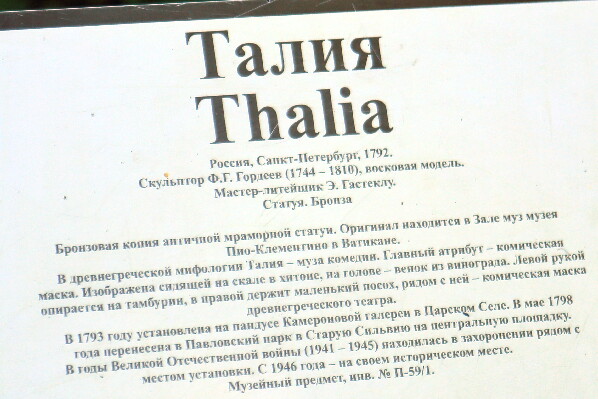 Талия
Thalia
Россия, Санкт-Петербург, 1792.
Скульптор Ф.Г. Гордеев (1744 – 1810), восковая модель.
Мастер-литейщик Э. Гастеклу.
Статуя. Бронза
Бронзовая копия античной мраморной статуи. Оригинал находится в Зале муз музея
Пио-Клементино в Ватикане.
В древнегреческой мифологии Талия – муза комедии. Главный атрибут – комическая
маска. Изображена сидящей на скале в хитоне, на голове – венок из винограда. Левой рукой
опирается на тамбурин, в правой держит маленький посох, рядом с ней – комическая маска
древнегреческого театра.
В 1793 году установлена на пандусе Камероновой галереи в Царском Селе. В мае 1798
года перенесена в Павловский парк в Старую Сильвию на центральную площадку.
В годы Великой Отечественной войны (1941 – 1945) находилась в захоронении рядом с
местом установки. С 1946 года – на своем историческом месте.
Музейный предмет, инв. № П-59/1.